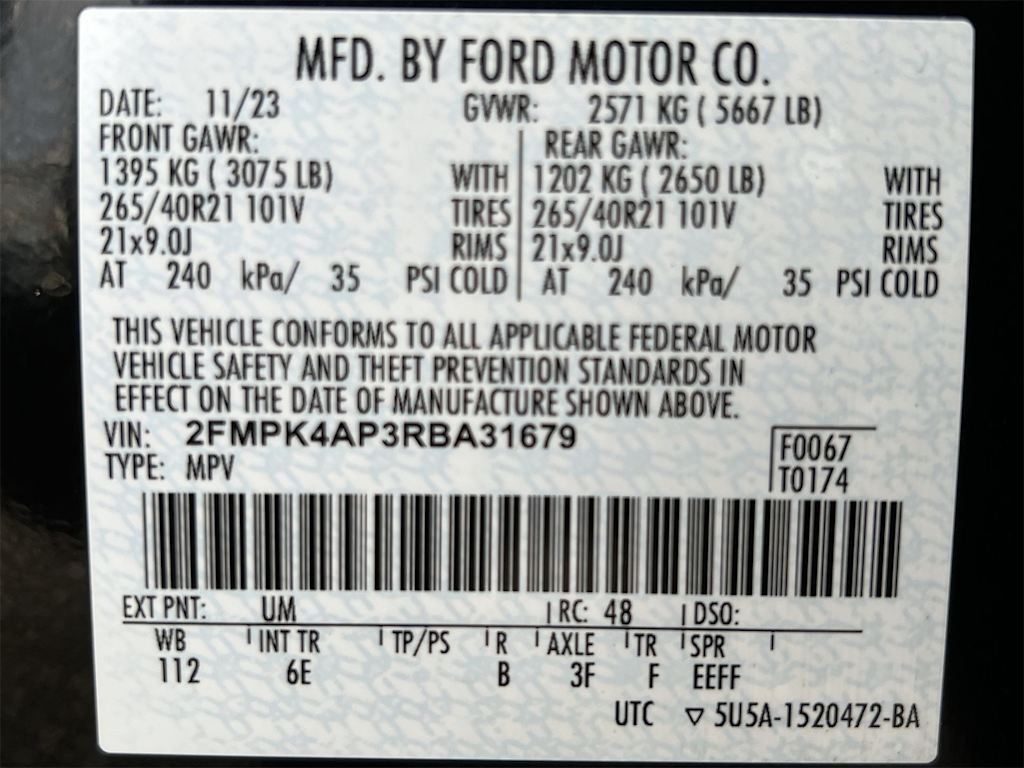 MFD. BY FORD MOTOR CO.
DATE: 11/23 GVWR: 2571 KG ( 5667 LB)
FRONT GAWR: REAR GAWR:
1395 KG ( 3075 LB) WITH 1202 KG ( 2650 LB) WITH
265/40R21 101V TIRES 265/40R21 101V TIRES
21x9.0J RIMS 21x9.0J RIMS
AT 240 kPa/ 35 PSI COLD AT 240 kPa/ 35 PSI COLD
THIS VEHICLE CONFORMS TO ALL APPLICABLE FEDERAL MOTOR
VEHICLE SAFETY AND THEFT PREVENTION STANDARDS IN
EFFECT ON THE DATE OF MANUFACTURE SHOWN ABOVE.
VIN: 2FMPK4AP3RBA31679 F0067
TYPE: MPV T0174
EXT PNT: UM RC: 48 DSO:
WB INT TR TP/PS R AXLE TR SPR
112 6E B 3F F EEFF
UTC ▽ 5U5A-1520472-BA